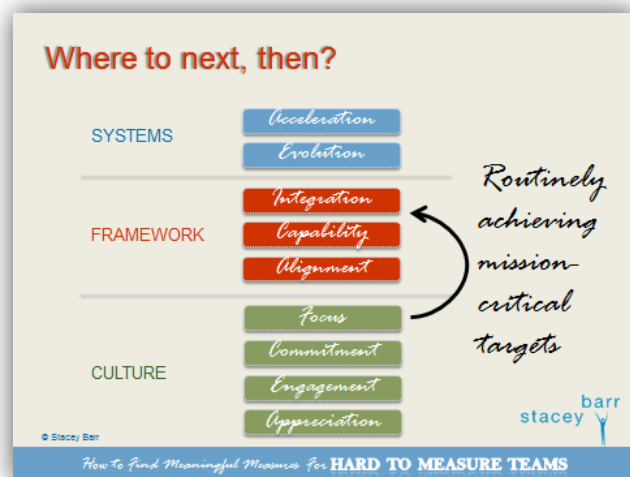 Where to next, then?
SYSTEMS
Acceleration
Evolution
FRAMEWORK
Integration
Capability
Alignment
CULTURE
Focus
Commitment
Engagement
Appreciation
Routinely
achieving
mission-
critical
targets
stacey barr
© Stacey Barr
How to Find Meaningful Measures For HARD TO MEASURE TEAMS